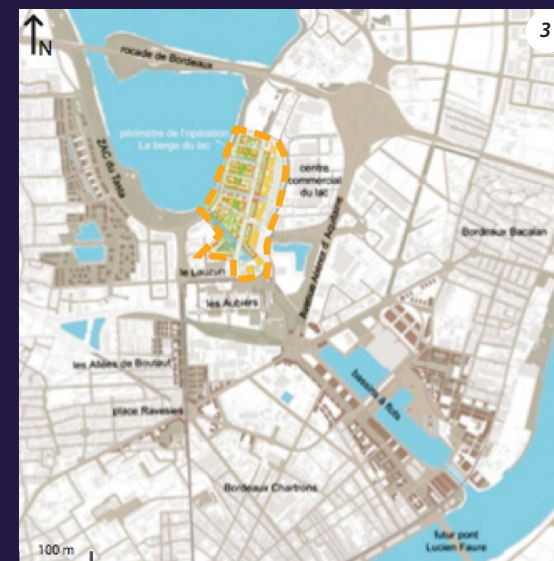 N
3
rocade de Bordeaux
périmètre de l'opération
La berge du lac
ZAC du Tasta
centre
commercial
du lac
Avenue Aliénor d'Aquitaine
Bordeaux Bacalan
le Lauzun
les Aubiers
les Allées de Boutaut
bassins à flots
place Ravesies
Bordeaux Chartrons
futur pont
Lucien Faure
100 m